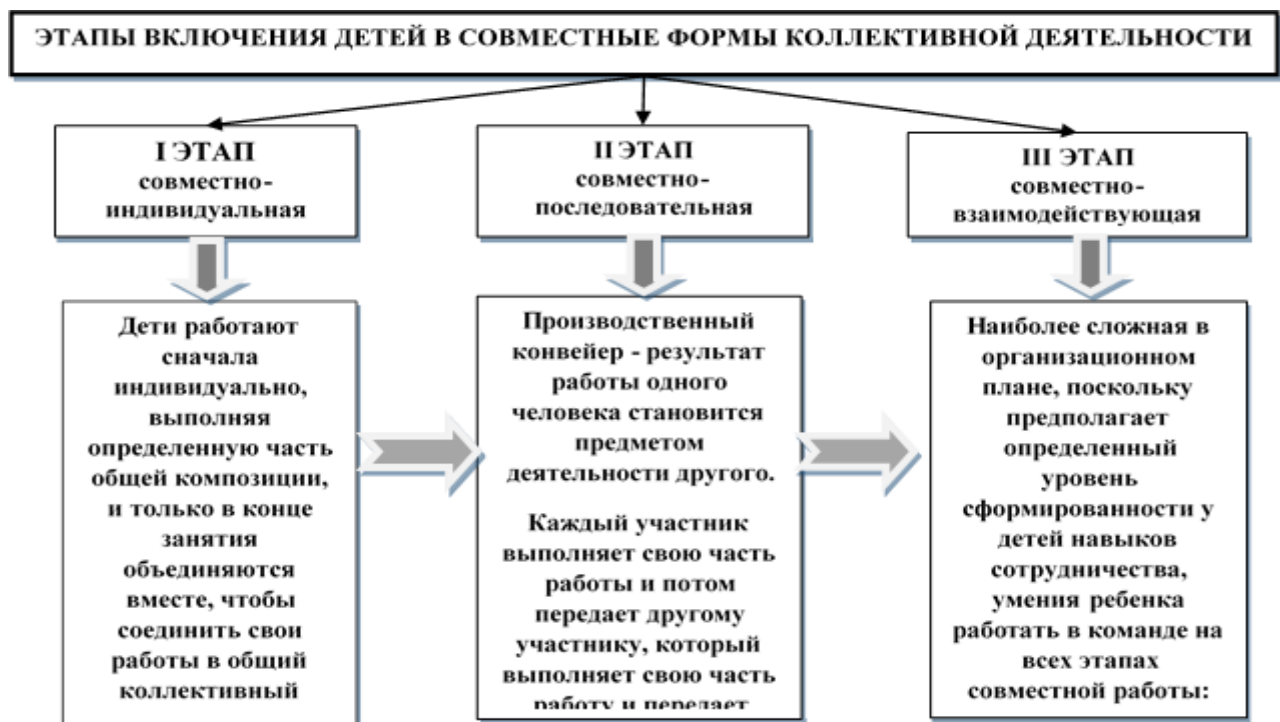 ЭТАПЫ ВКЛЮЧЕНИЯ ДЕТЕЙ В СОВМЕСТНЫЕ ФОРМЫ КОЛЛЕКТИВНОЙ ДЕЯТЕЛЬНОСТИ
I ЭТАП
совместно-
индивидуальная
II ЭТАП
совместно-
последовательная
III ЭТАП
совместно-
взаимодействующая
Дети работают
сначала
индивидуально,
выполняя
определенную часть
общей композиции,
и только в конце
занятия
объединяются
вместе, чтобы
соединить свои
работы в общий
коллективный
Производственный
конвейер - результат
работы одного
человека становится
предметом
деятельности другого.
Каждый участник
выполняет свою часть
работы и потом
передает другому
участнику, который
выполняет свою часть
работу и передает
Наиболее сложная в
организационном
плане, поскольку
предполагает
определенный
уровень
сформированности у
детей навыков
сотрудничества,
умения ребенка
работать в команде на
всех этапах
совместной работы: